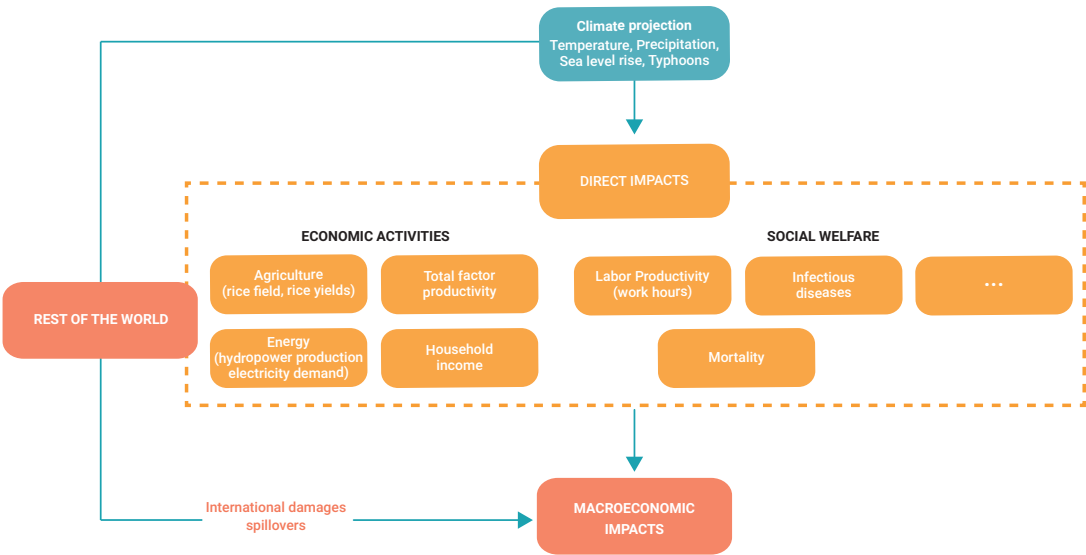 Climate projection
Temperature, Precipitation,
Sea level rise, Typhoons
DIRECT IMPACTS
ECONOMIC ACTIVITIES
SOCIAL WELFARE
Agriculture
(rice field, rice yields)
Total factor
productivity
Labor Productivity
(work hours)
Infectious
diseases
...
REST OF THE WORLD
Energy
(hydropower production
electricity demand)
Household
income
Mortality
International damages
spillovers
MACROECONOMIC
IMPACTS